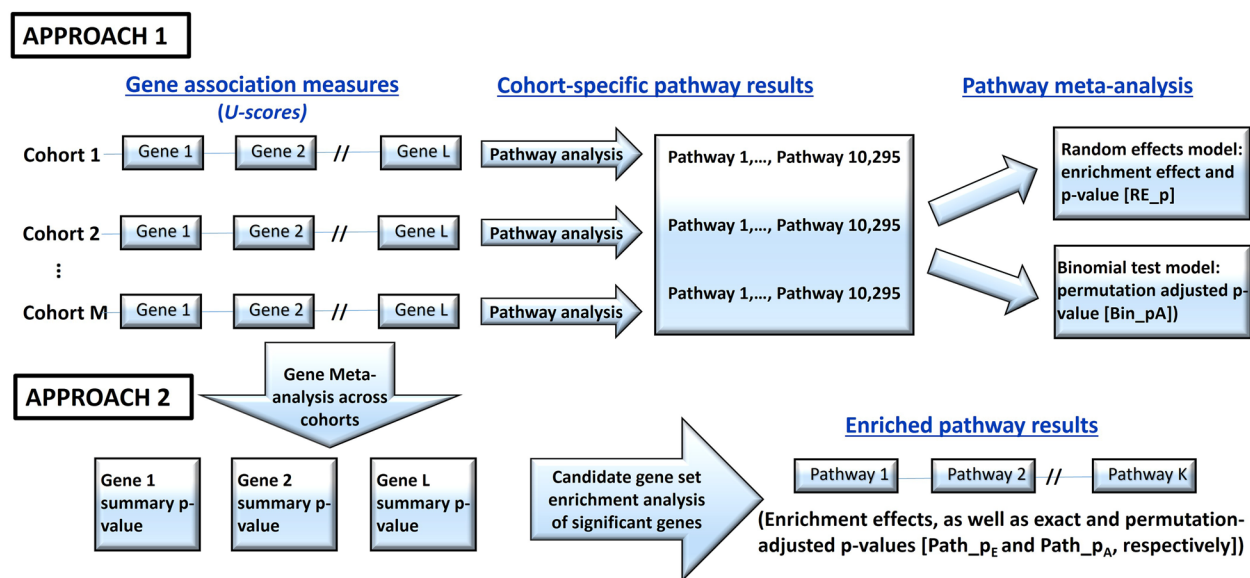 APPROACH 1
Gene association measures
(U-scores)
Cohort-specific pathway results
Pathway meta-analysis
Cohort 1
Gene 1
Gene 2
//
Gene L
Pathway analysis
Pathway 1,..., Pathway 10,295
Cohort 2
Gene 1
Gene 2
//
Gene L
Pathway analysis
Pathway 1,..., Pathway 10,295
⋮
Cohort M
Gene 1
Gene 2
//
Gene L
Pathway analysis
Pathway 1,..., Pathway 10,295
Random effects model:
enrichment effect and
p-value [RE_p]
Binomial test model:
permutation adjusted p-
value [Bin_pA])
APPROACH 2
Gene Meta-
analysis across
cohorts
Gene 1
summary p-
value
Gene 2
summary p-
value
Gene L
summary p-
value
Candidate gene set
enrichment analysis
of significant genes
Enriched pathway results
Pathway 1
Pathway 2
//
Pathway K
(Enrichment effects, as well as exact and permutation-
adjusted p-values [Path_pE and Path_pA, respectively])